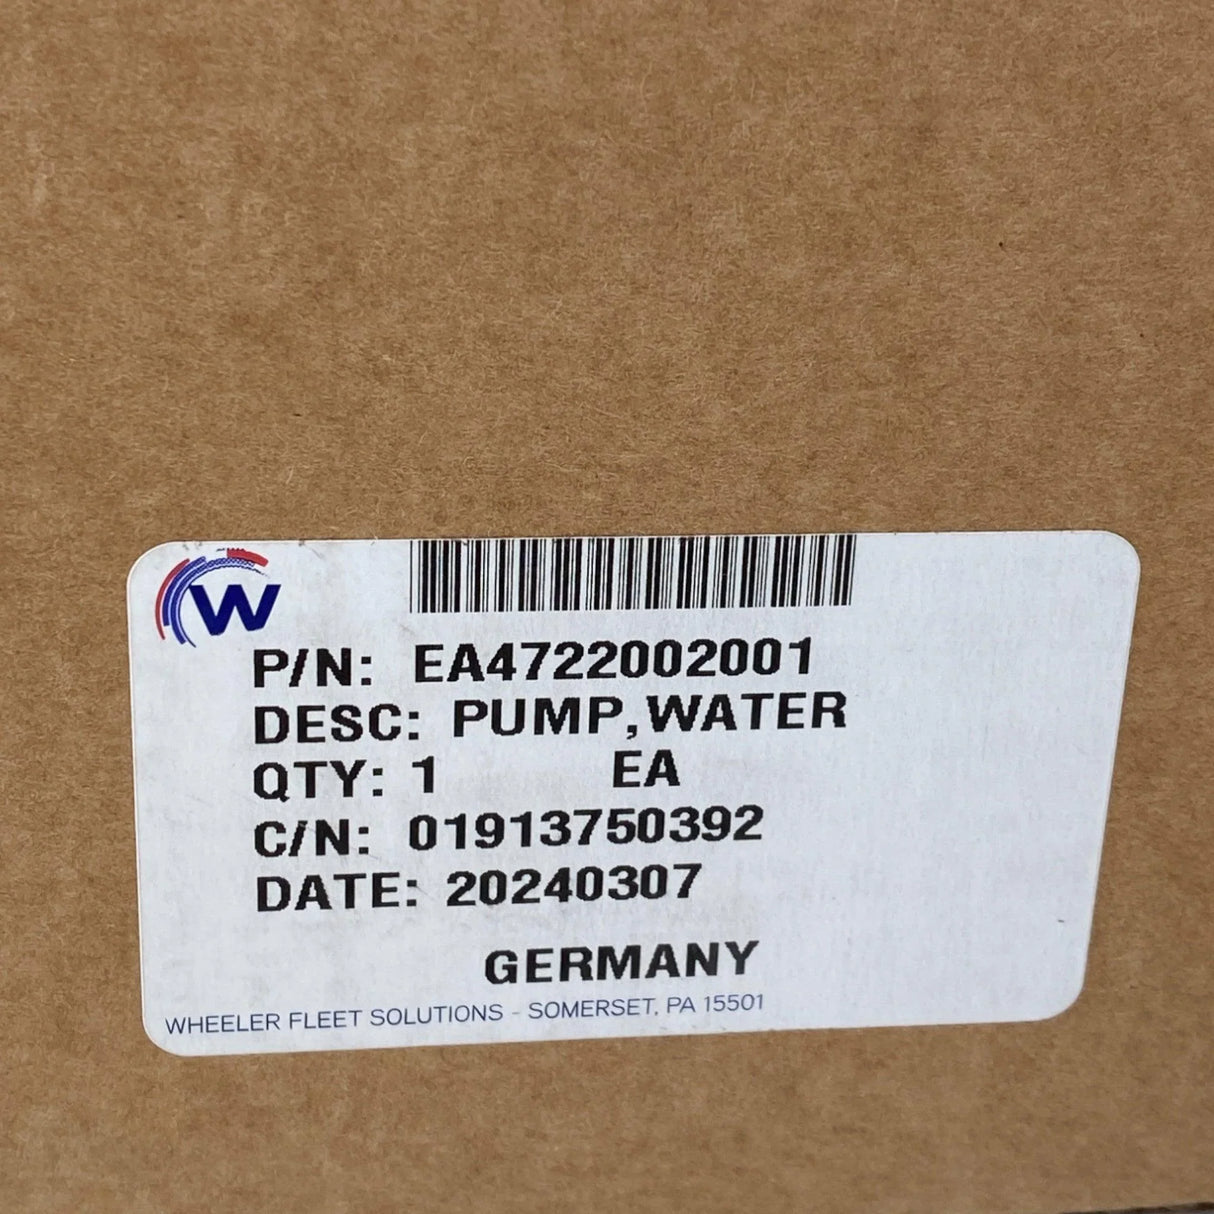 W
P/N: EA4722002001
DESC: PUMP,WATER
QTY: 1 EA
C/N: 01913750392
DATE: 20240307
GERMANY
WHEELER FLEET SOLUTIONS - SOMERSET, PA 15501